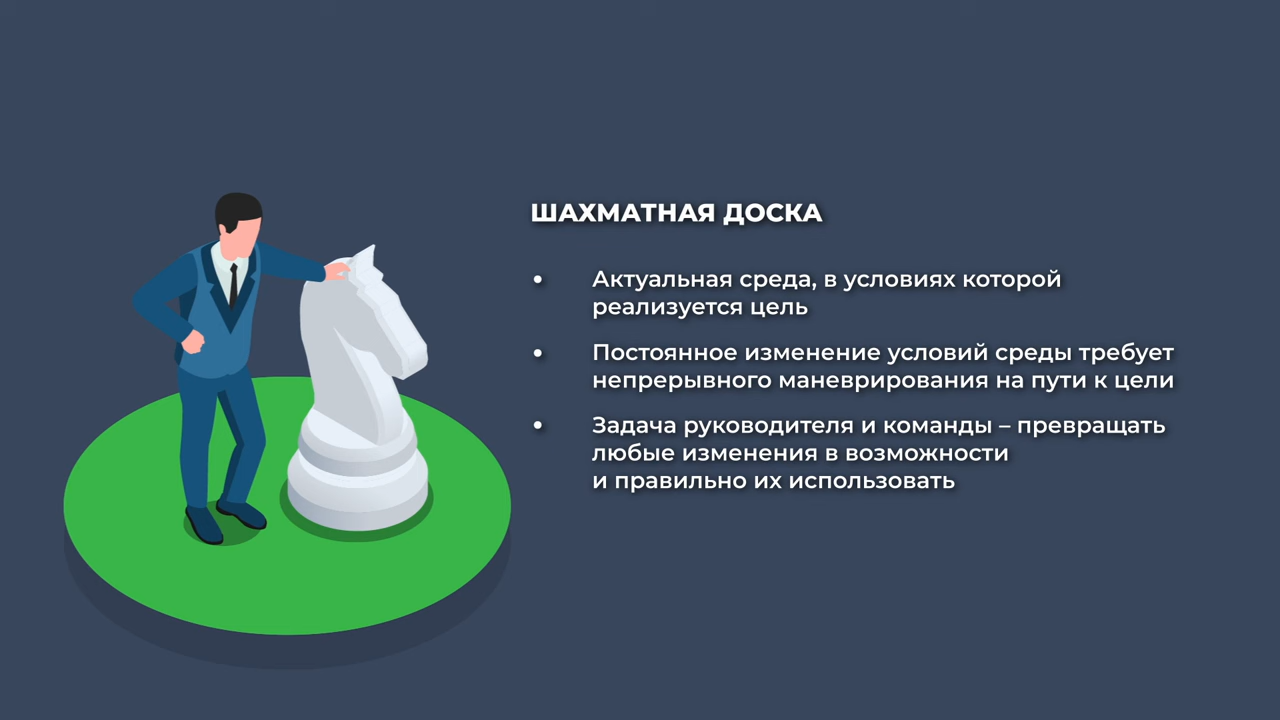 ШАХМАТНАЯ ДОСКА
• Актуальная среда, в условиях которой
реализуется цель
• Постоянное изменение условий среды требует
непрерывного маневрирования на пути к цели
• Задача руководителя и команды – превращать
любые изменения в возможности
и правильно их использовать